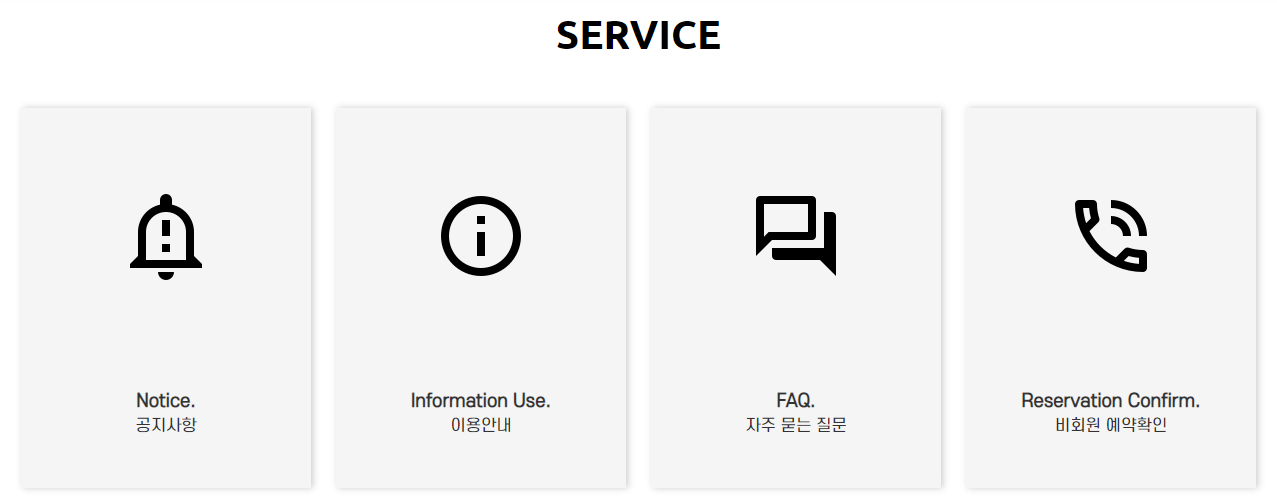 SERVICE
Notice.
공지사항
Information Use.
이용안내
FAQ.
자주 묻는 질문
Reservation Confirm.
비회원 예약확인